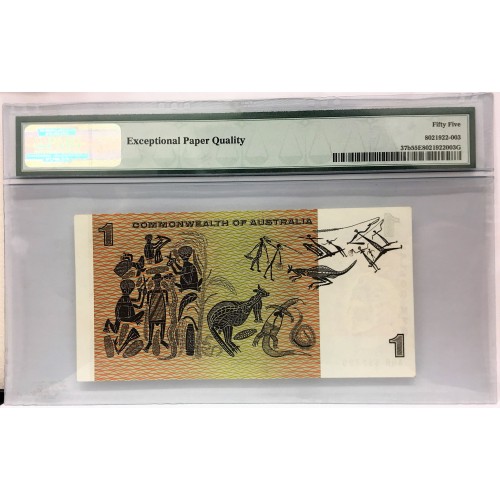 Fifty Five
Exceptional Paper Quality
8021922-003
37b55E8021922003G
COMMONWEALTH OF AUSTRALIA
1
1